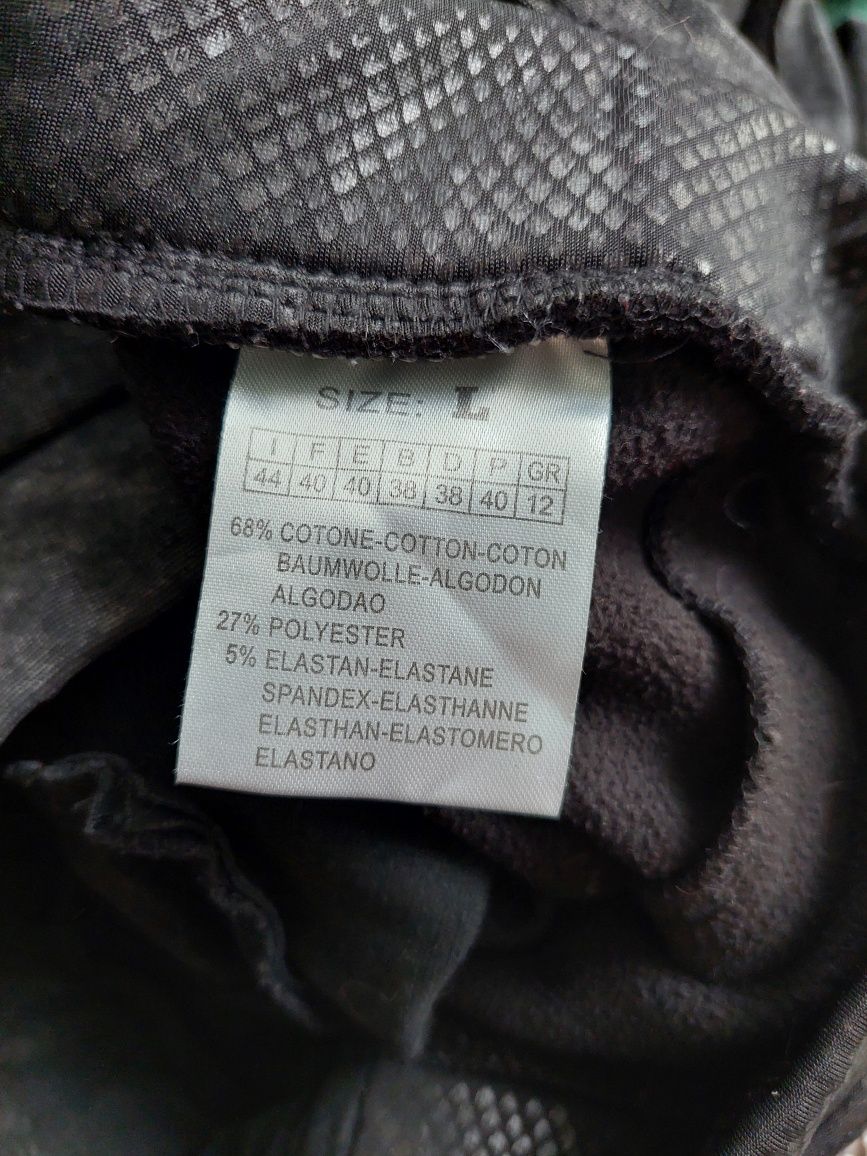 SIZE: L
I F E B D P GR
44 40 40 38 38 40 12
68% COTONE-COTTON-COTON
BAUMWOLLE-ALGODON
ALGODAO
27% POLYESTER
5% ELASTAN-ELASTANE
SPANDEX-ELASTHANNE
ELASTHAN-ELASTOMERO
ELASTANO